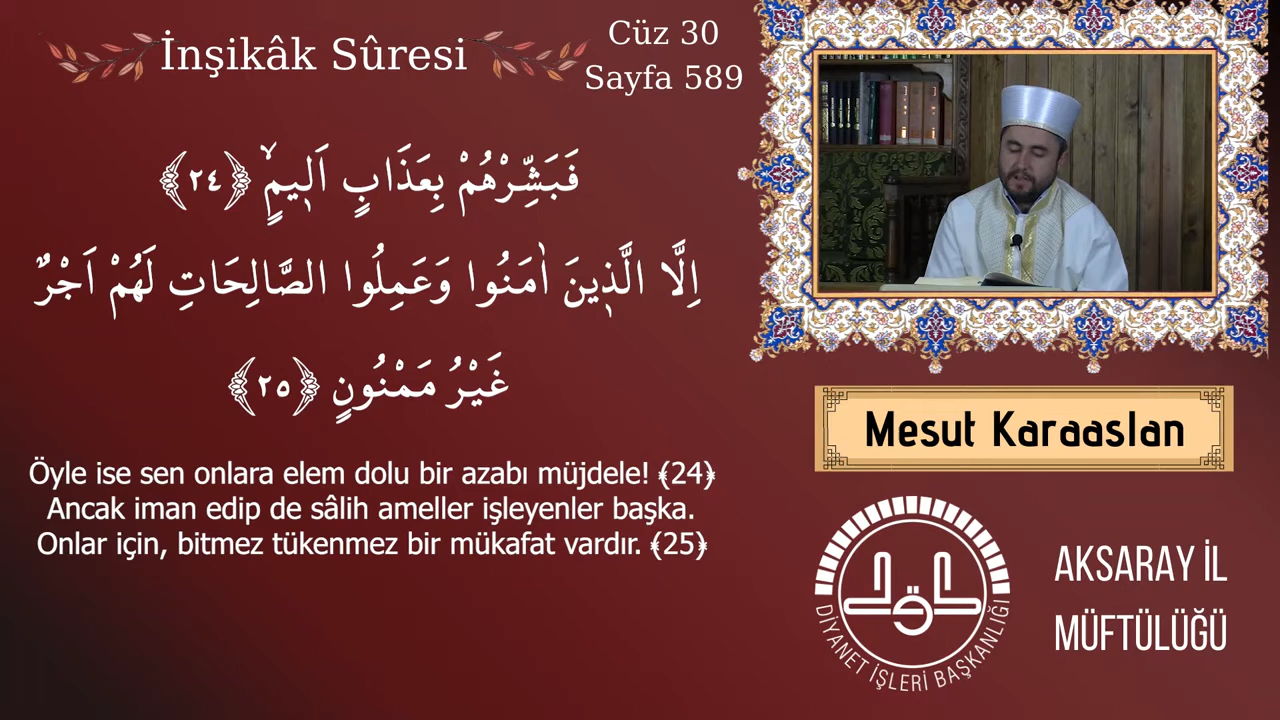 İnşikâk Sûresi
Cüz 30
Sayfa 589
فَبَشِّرْهُمْ بِعَذَابٍ اَل۪يمٍۙ ﴿٢٤﴾
اِلَّا الَّذ۪ينَ اٰمَنُوا وَعَمِلُوا الصَّالِحَاتِ لَهُمْ اَجْرٌ
غَيْرُ مَمْنُونٍ ﴿٢٥﴾
Öyle ise sen onlara elem dolu bir azabı müjdele! ﴾24﴿
Ancak iman edip de sâlih ameller işleyenler başka.
Onlar için, bitmez tükenmez bir mükafat vardır. ﴾25﴿
Mesut Karaaslan
DİYANET İŞLERİ BAŞKANLIĞI
AKSARAY İL
MÜFTÜLÜĞÜ